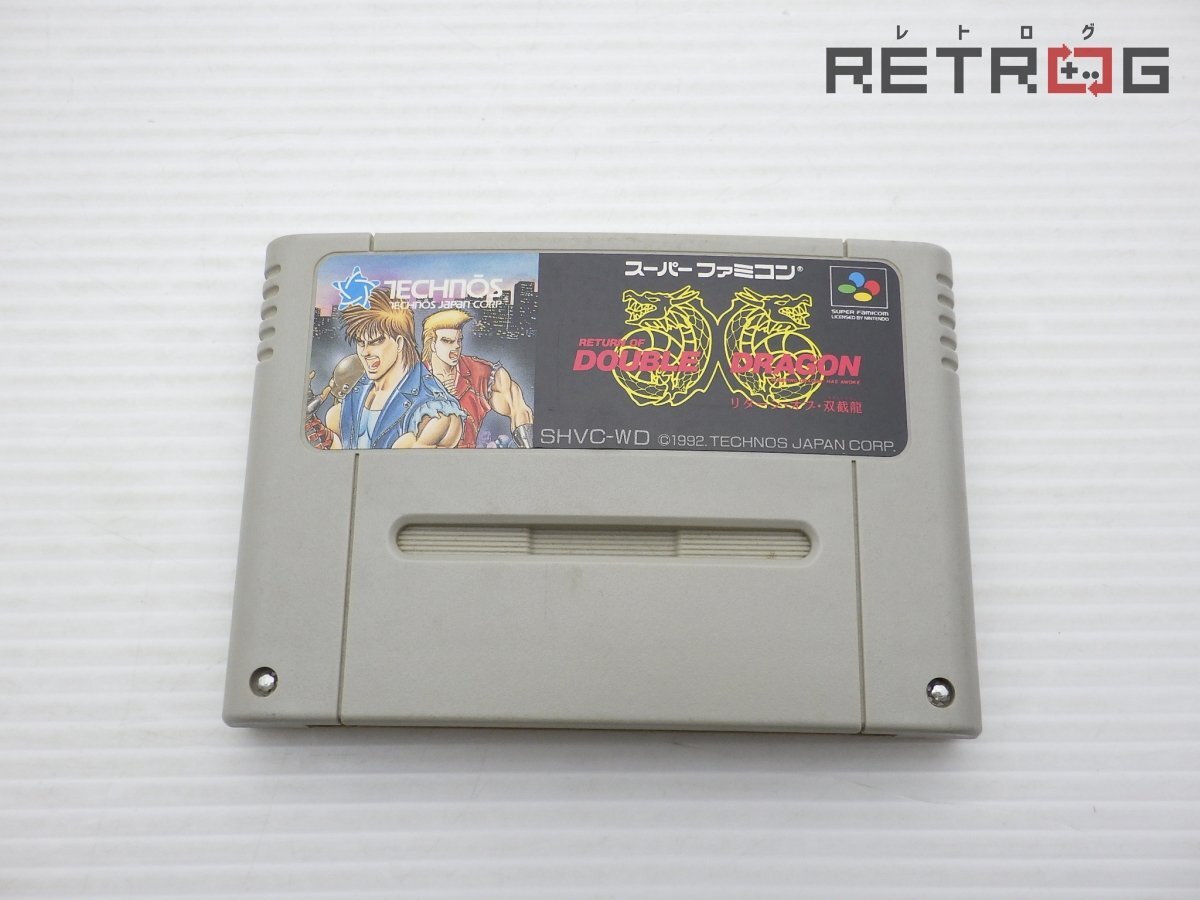 レトログ
RETROG
TECHNŌS
TECHNŌS JAPAN CORP.
スーパーファミコン®
SUPER FAMICOM
LICENSED BY NINTENDO
RETURN OF
DOUBLE DRAGON
HAS AWOKE
リターン・オブ・双截龍
SHVC-WD ©1992. TECHNOS JAPAN CORP.